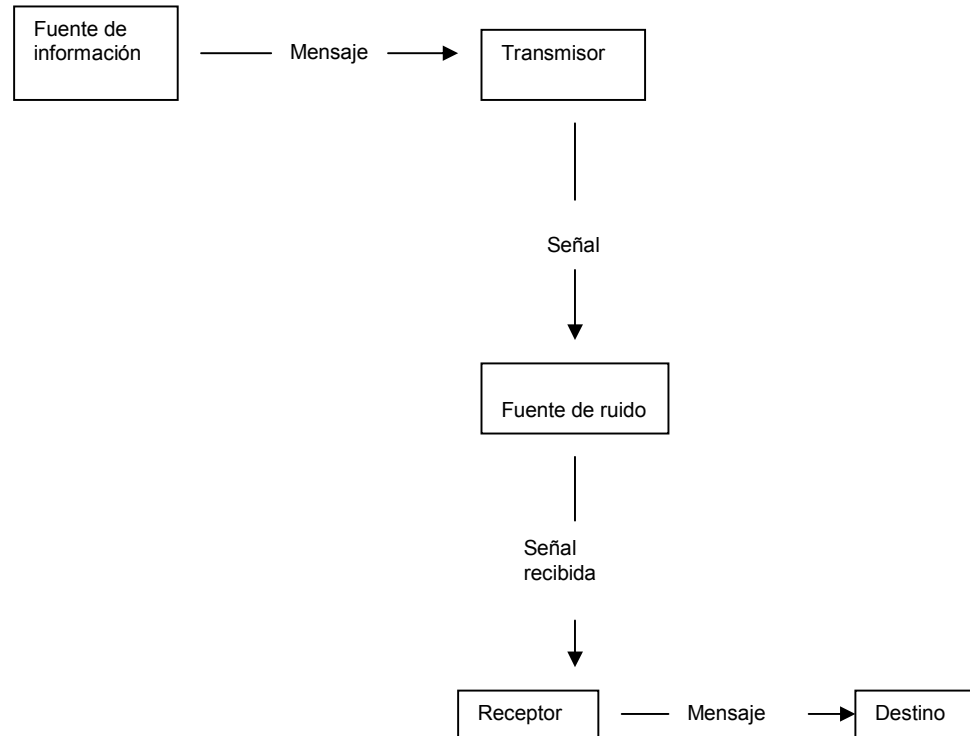 Fuente de
información
Mensaje
Transmisor
Señal
Fuente de ruido
Señal
recibida
Receptor
Mensaje
Destino